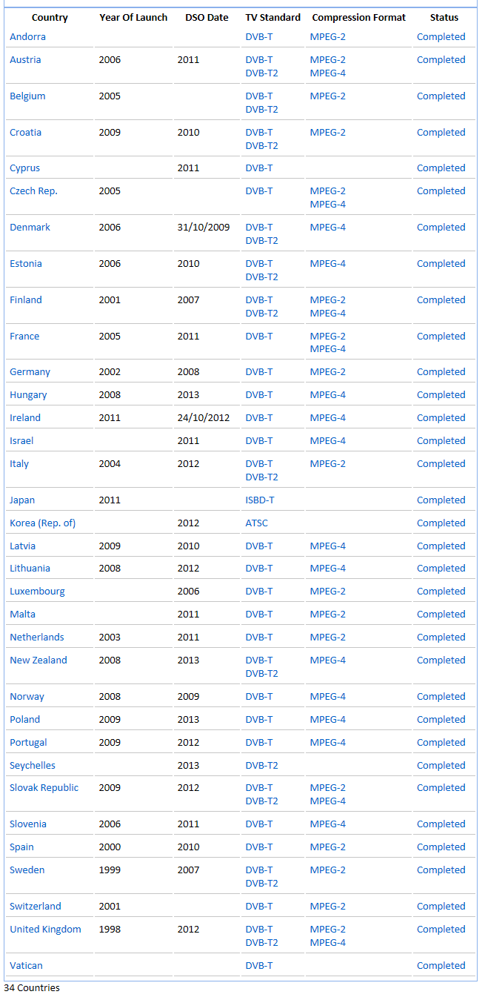 Country Year Of Launch DSO Date TV Standard Compression Format Status
Andorra DVB-T MPEG-2 Completed
Austria 2006 2011 DVB-T MPEG-2 Completed
DVB-T2 MPEG-4
Belgium 2005 DVB-T MPEG-2 Completed
DVB-T2
Croatia 2009 2010 DVB-T MPEG-2 Completed
DVB-T2
Cyprus 2011 DVB-T Completed
Czech Rep. 2005 DVB-T MPEG-2 Completed
MPEG-4
Denmark 2006 31/10/2009 DVB-T MPEG-4 Completed
DVB-T2
Estonia 2006 2010 DVB-T MPEG-4 Completed
DVB-T2
Finland 2001 2007 DVB-T MPEG-2 Completed
DVB-T2 MPEG-4
France 2005 2011 DVB-T MPEG-2 Completed
MPEG-4
Germany 2002 2008 DVB-T MPEG-2 Completed
Hungary 2008 2013 DVB-T MPEG-4 Completed
Ireland 2011 24/10/2012 DVB-T MPEG-4 Completed
Israel 2011 DVB-T MPEG-4 Completed
Italy 2004 2012 DVB-T MPEG-2 Completed
DVB-T2
Japan 2011 ISBD-T Completed
Korea (Rep. of) 2012 ATSC Completed
Latvia 2009 2010 DVB-T MPEG-4 Completed
Lithuania 2008 2012 DVB-T MPEG-4 Completed
Luxembourg 2006 DVB-T MPEG-2 Completed
Malta 2011 DVB-T MPEG-2 Completed
Netherlands 2003 2011 DVB-T MPEG-2 Completed
New Zealand 2008 2013 DVB-T MPEG-4 Completed
DVB-T2
Norway 2008 2009 DVB-T MPEG-4 Completed
Poland 2009 2013 DVB-T MPEG-4 Completed
Portugal 2009 2012 DVB-T MPEG-4 Completed
Seychelles 2013 DVB-T2 Completed
Slovak Republic 2009 2012 DVB-T MPEG-2 Completed
DVB-T2 MPEG-4
Slovenia 2006 2011 DVB-T MPEG-4 Completed
Spain 2000 2010 DVB-T MPEG-2 Completed
Sweden 1999 2007 DVB-T MPEG-2 Completed
DVB-T2
Switzerland 2001 DVB-T MPEG-2 Completed
United Kingdom 1998 2012 DVB-T MPEG-2 Completed
DVB-T2 MPEG-4
Vatican DVB-T Completed
34 Countries